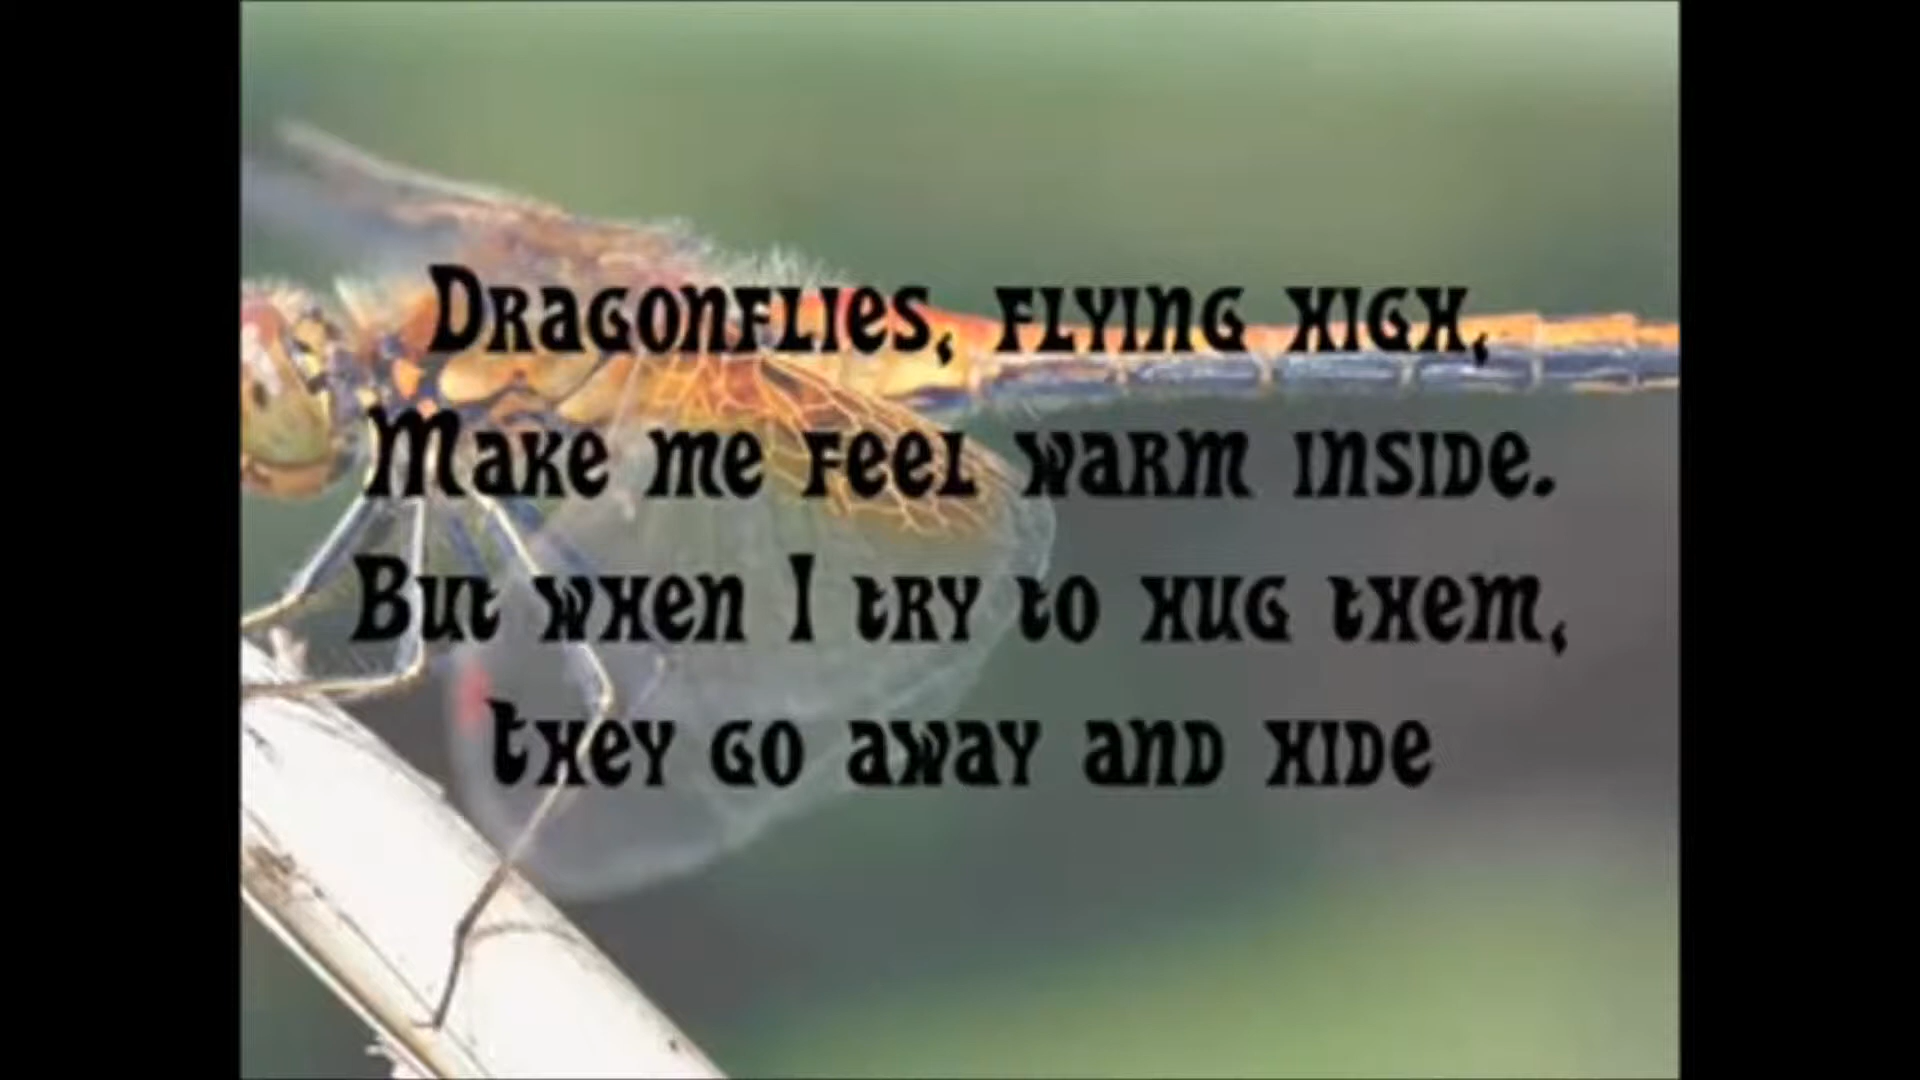 Dragonflies, flying high,
Make me feel warm inside.
But when I try to hug them,
they go away and hide